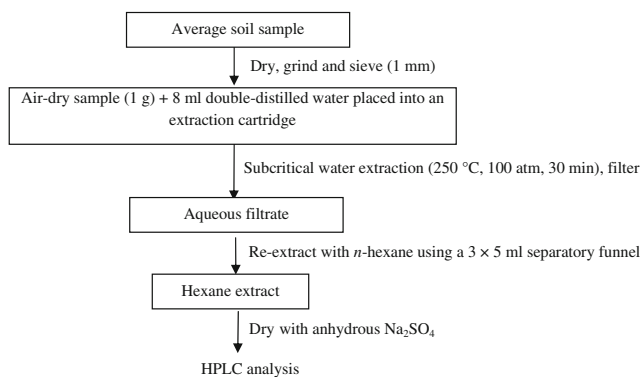 Average soil sample
Dry, grind and sieve (1 mm)
Air-dry sample (1 g) + 8 ml double-distilled water placed into an
extraction cartridge
Subcritical water extraction (250 °C, 100 atm, 30 min), filter
Aqueous filtrate
Re-extract with n-hexane using a 3 × 5 ml separatory funnel
Hexane extract
Dry with anhydrous Na₂SO₄
HPLC analysis